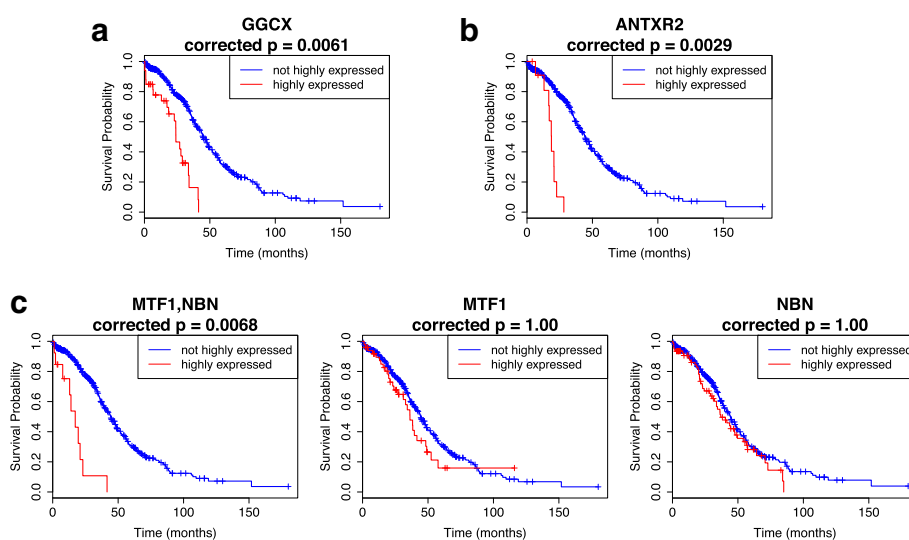 a
GGCX
corrected p = 0.0061
not highly expressed
highly expressed
Survival Probability
0.0 0.2 0.4 0.6 0.8 1.0
0 50 100 150
Time (months)
b
ANTXR2
corrected p = 0.0029
not highly expressed
highly expressed
Survival Probability
0.0 0.2 0.4 0.6 0.8 1.0
0 50 100 150
Time (months)
c
MTF1,NBN
corrected p = 0.0068
not highly expressed
highly expressed
Survival Probability
0.0 0.2 0.4 0.6 0.8 1.0
0 50 100 150
Time (months)
MTF1
corrected p = 1.00
not highly expressed
highly expressed
Survival Probability
0.0 0.2 0.4 0.6 0.8 1.0
0 50 100 150
Time (months)
NBN
corrected p = 1.00
not highly expressed
highly expressed
Survival Probability
0.0 0.2 0.4 0.6 0.8 1.0
0 50 100 150
Time (months)